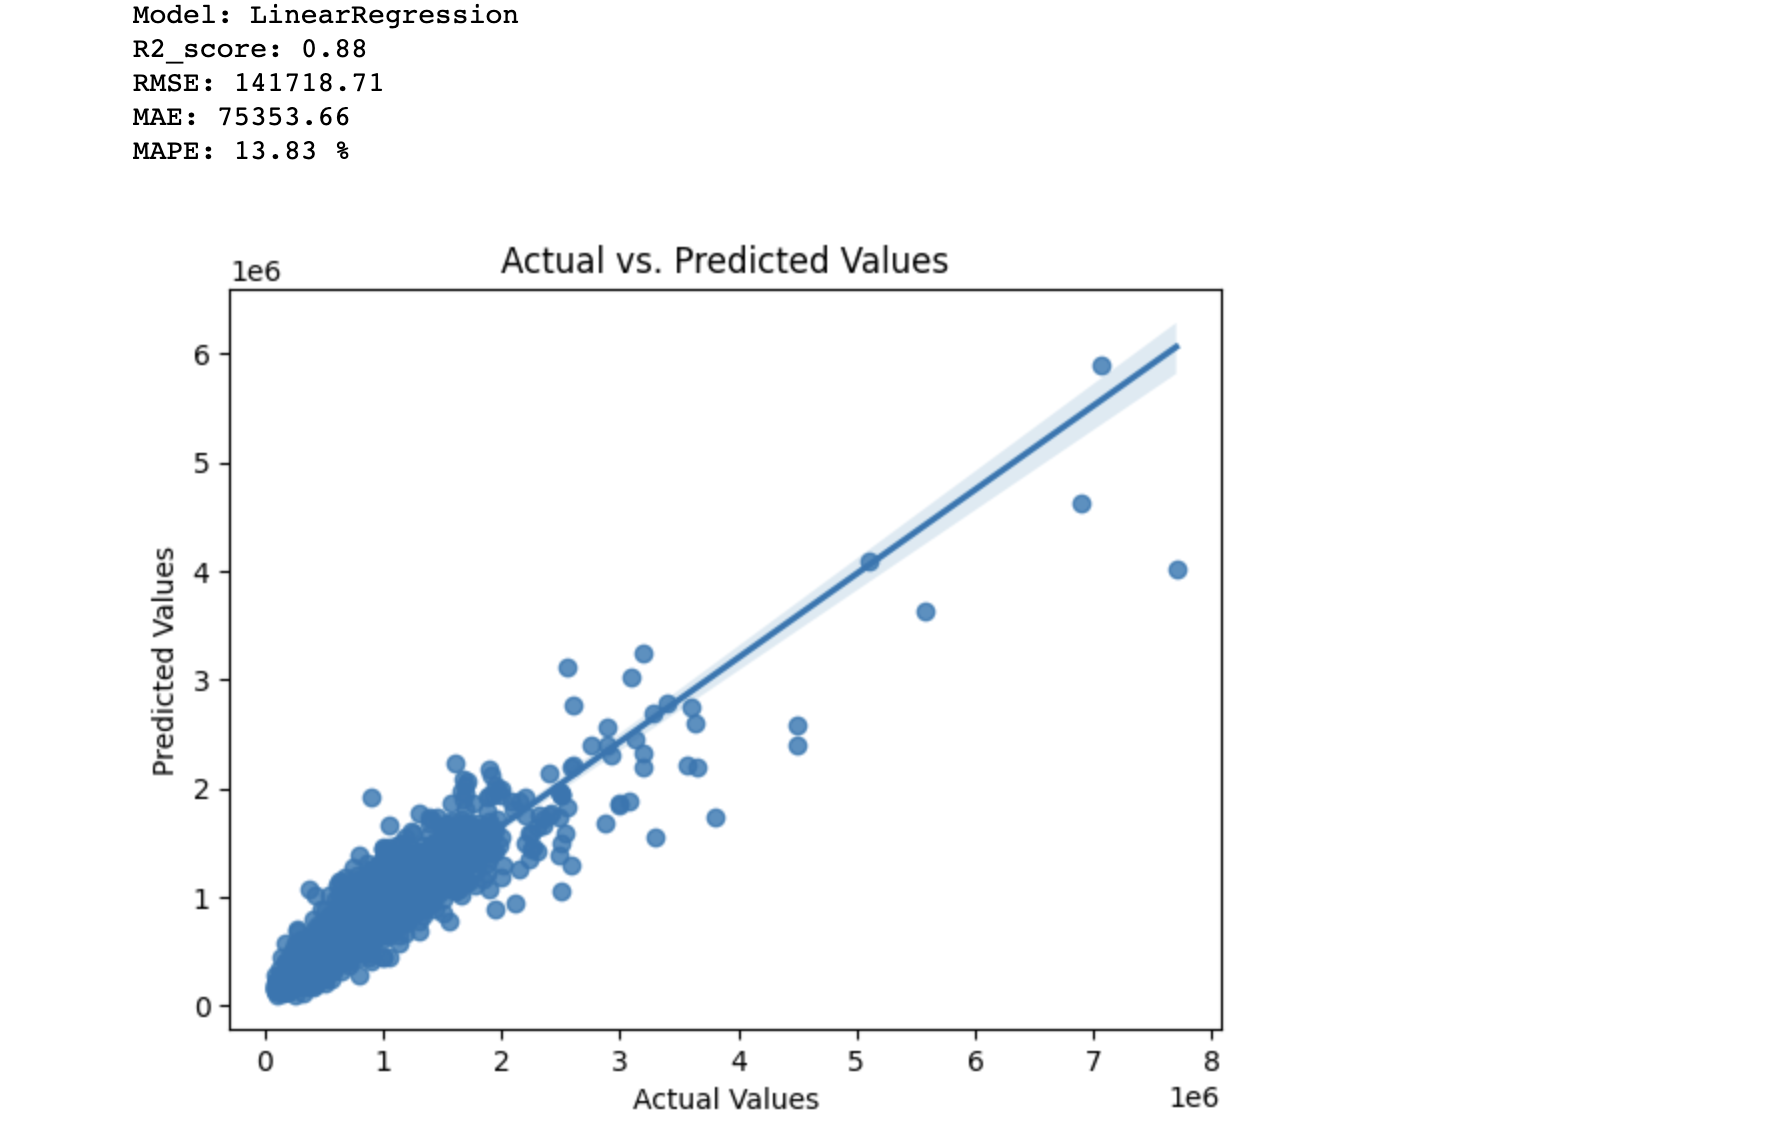 Model: LinearRegression
R2_score: 0.88
RMSE: 141718.71
MAE: 75353.66
MAPE: 13.83 %
Actual vs. Predicted Values
1e6
6
5
4
3
2
1
0
Predicted Values
0 1 2 3 4 5 6 7 8
Actual Values
1e6